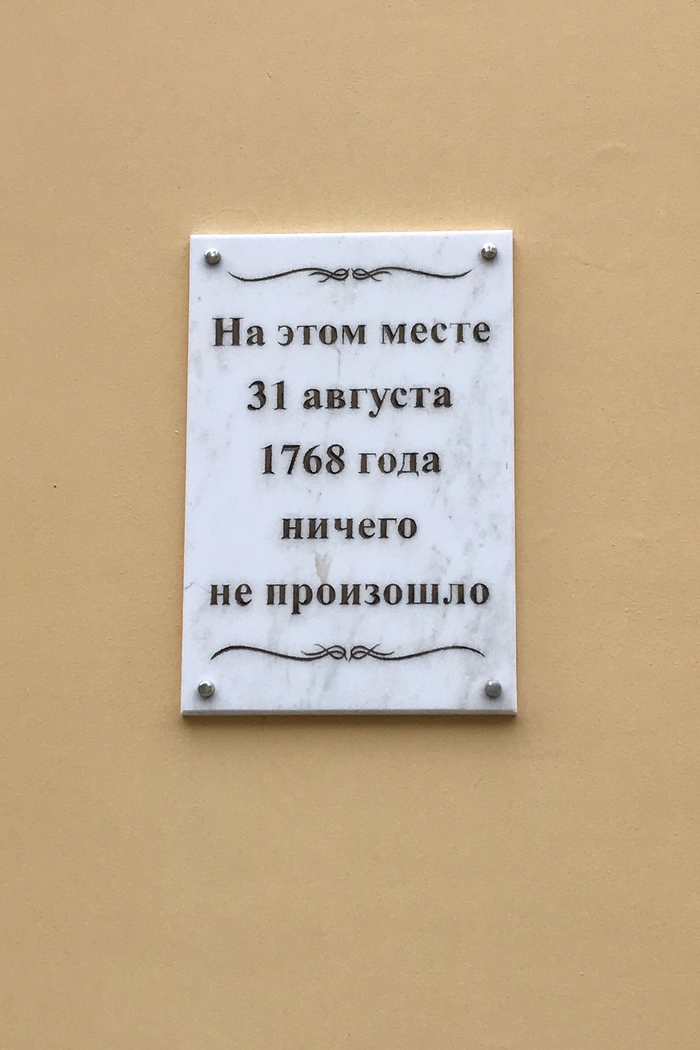 На этом месте
31 августа
1768 года
ничего
не произошло